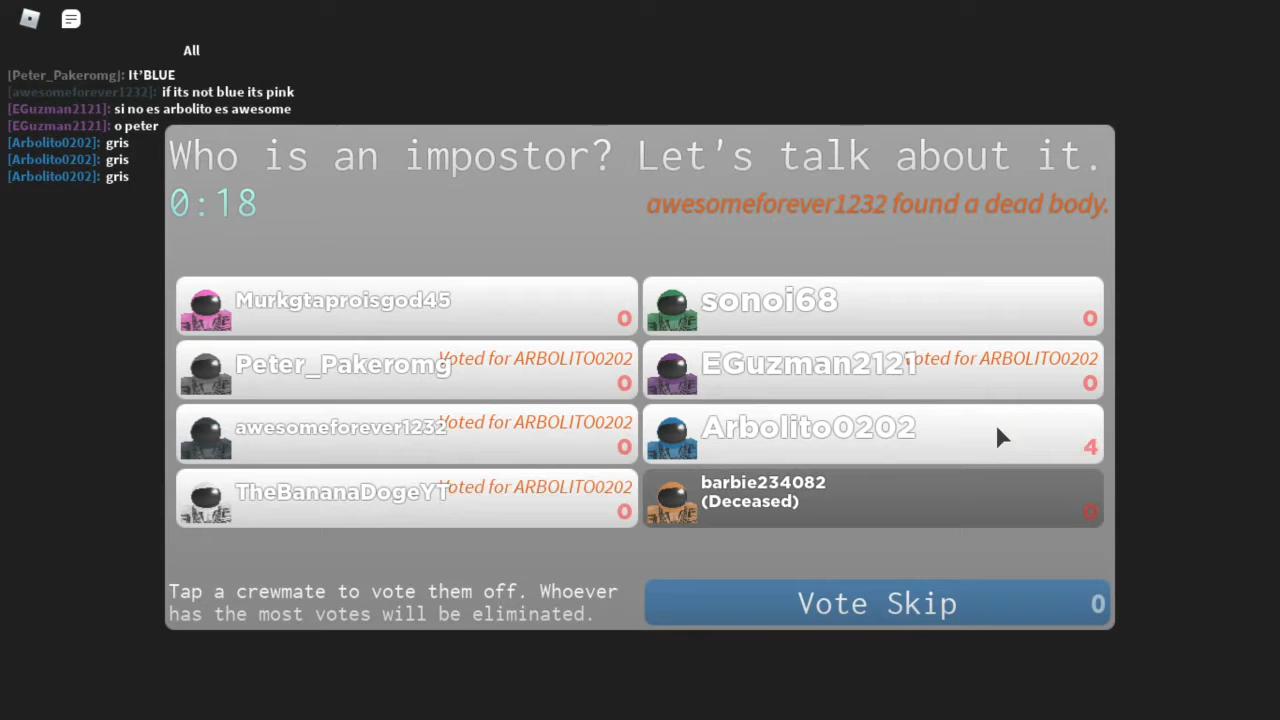 All
[Peter_Pakeromg]: It'BLUE
[awesomeforever1232]: if its not blue its pink
[EGuzman2121]: si no es arbolito es awesome
[EGuzman2121]: o peter
[Arbolito0202]: gris
[Arbolito0202]: gris
[Arbolito0202]: gris
Who is an impostor? Let's talk about it.
0:18
awesomeforever1232 found a dead body.
Murkgtaproisgod45
0
sonoi68
0
Peter_Pakeromg
Voted for ARBOLITO0202
0
EGuzman2121
Voted for ARBOLITO0202
0
awesomeforever1232
Voted for ARBOLITO0202
0
Arbolito0202
4
TheBananaDogeYT
Voted for ARBOLITO0202
0
barbie234082
(Deceased)
0
Tap a crewmate to vote them off. Whoever
has the most votes will be eliminated.
Vote Skip
0